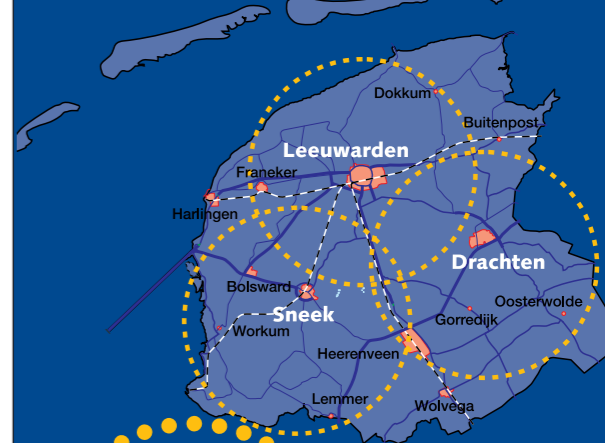 Dokkum
Buitenpost
Leeuwarden
Franeker
Harlingen
Drachten
Bolsward
Oosterwolde
Sneek
Gorredijk
Workum
Heerenveen
Lemmer
Wolvega